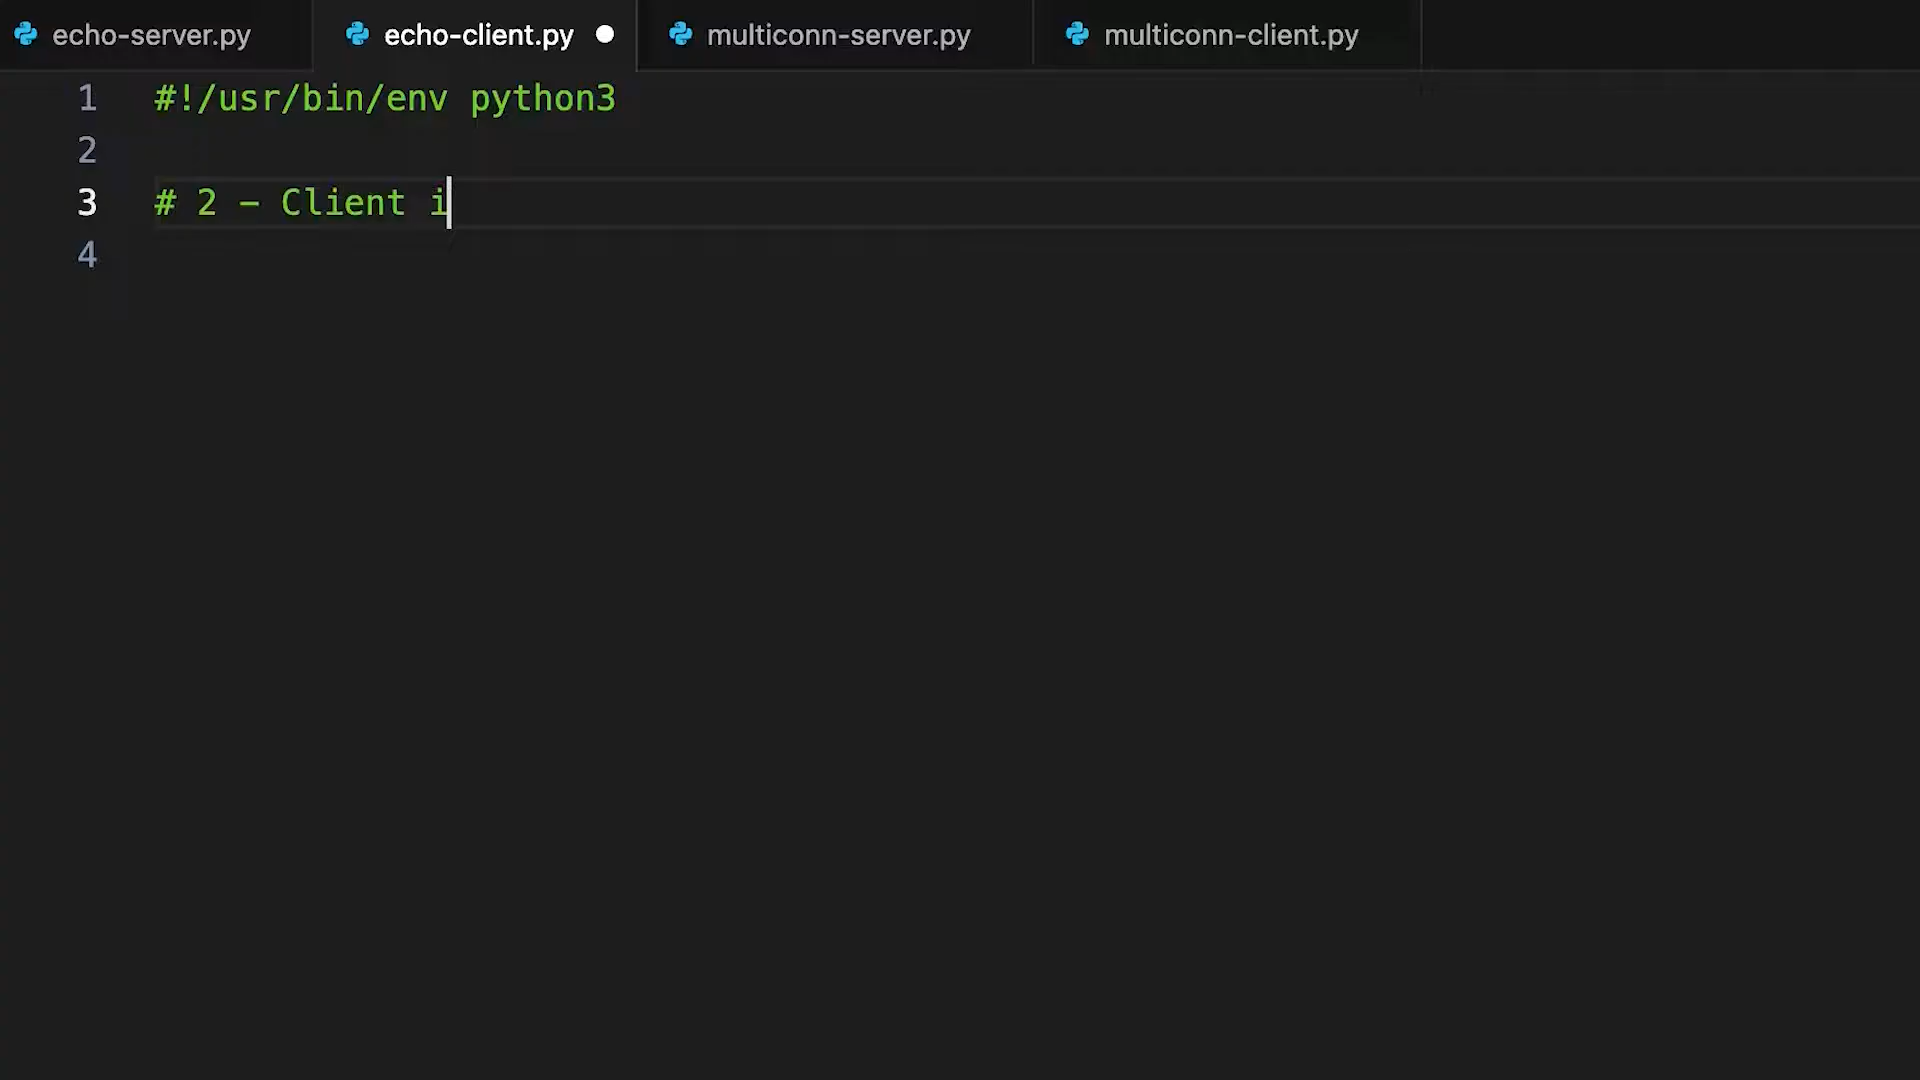 echo-server.py echo-client.py multiconn-server.py multiconn-client.py
1 #!/usr/bin/env python3
2
3 # 2 - Client i
4